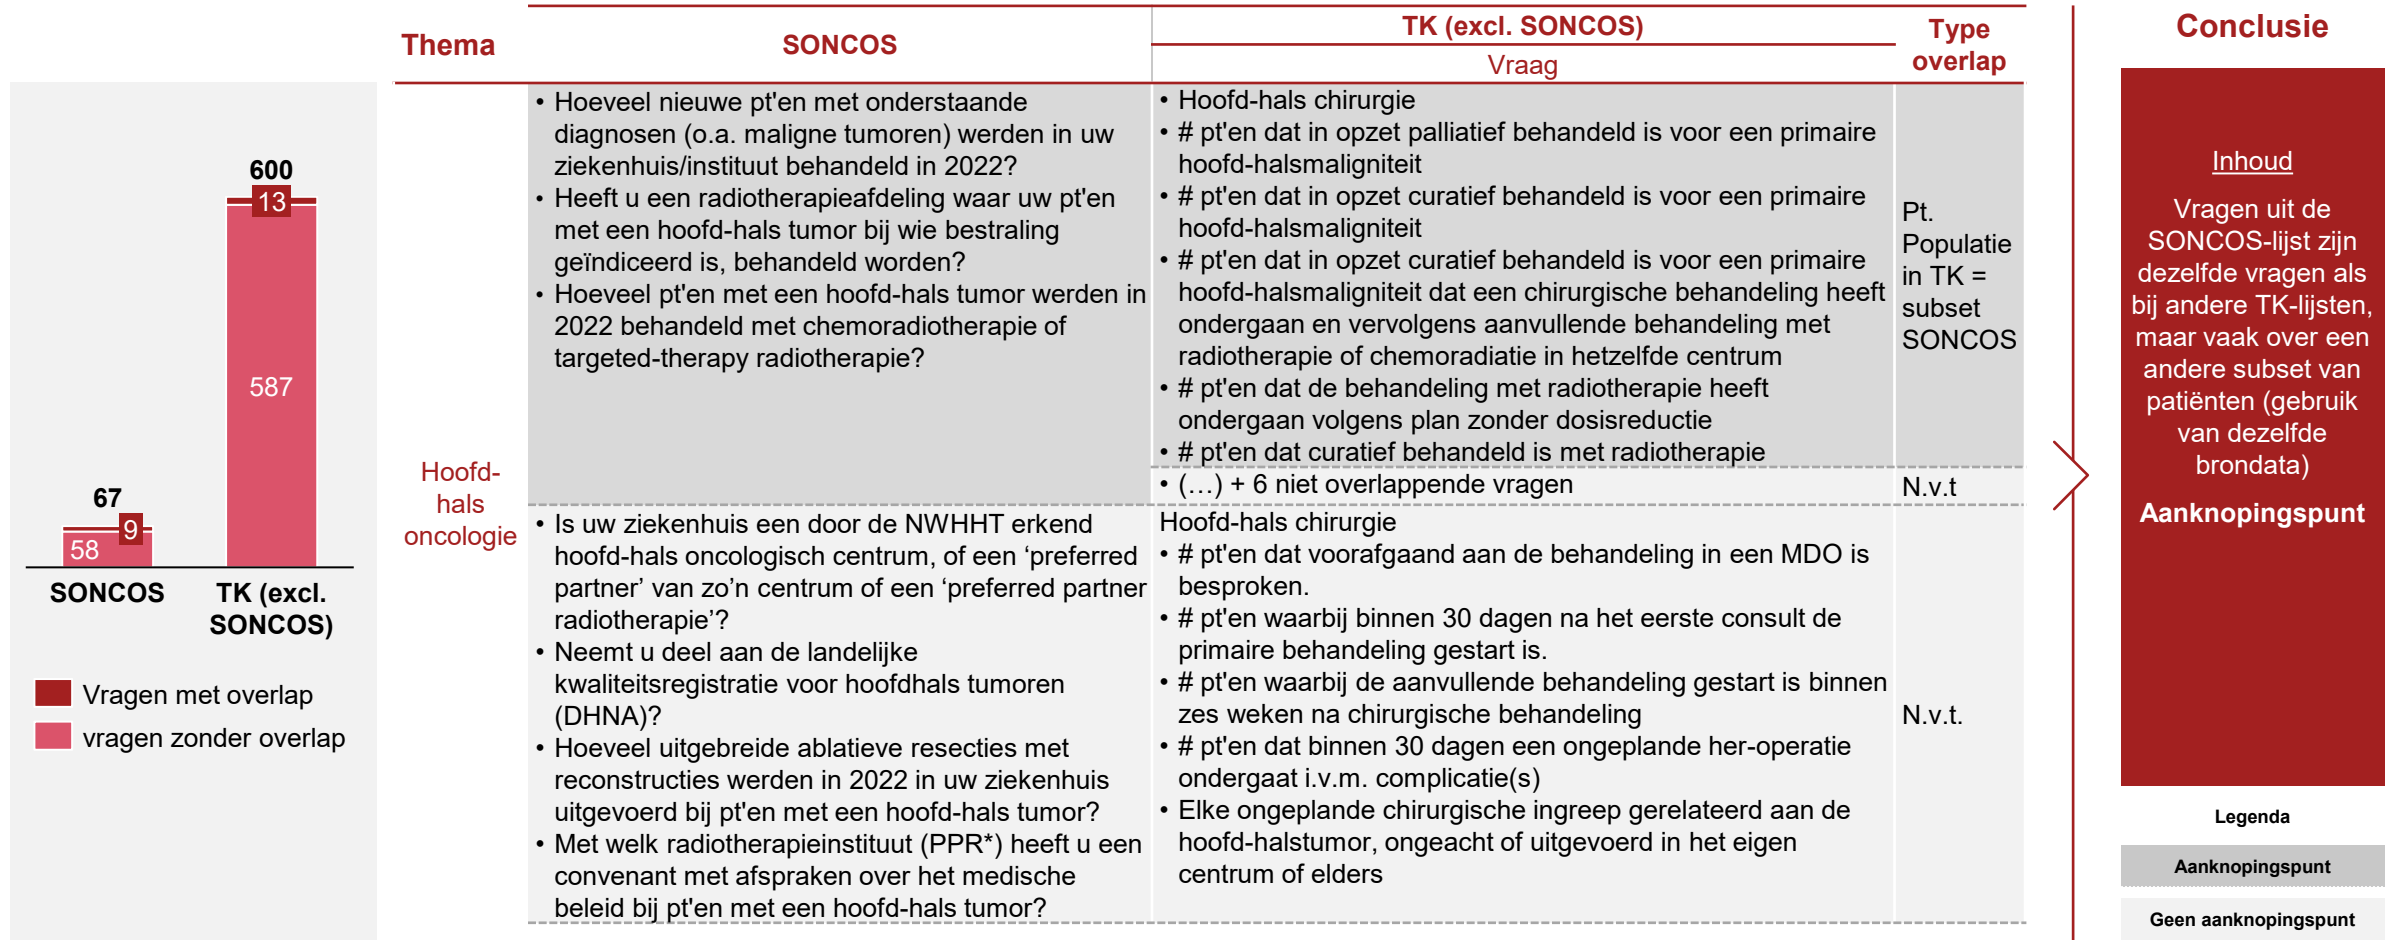 600
13
587
67
9
58
SONCOS
TK (excl.
SONCOS)
Vragen met overlap
vragen zonder overlap
Thema
SONCOS
TK (excl. SONCOS)
Vraag
Type
overlap
Hoofd-
hals
oncologie
• Hoeveel nieuwe pt'en met onderstaande
diagnosen (o.a. maligne tumoren) werden in uw
ziekenhuis/instituut behandeld in 2022?
• Heeft u een radiotherapieafdeling waar uw pt'en
met een hoofd-hals tumor bij wie bestraling
geïndiceerd is, behandeld worden?
• Hoeveel pt'en met een hoofd-hals tumor werden in
2022 behandeld met chemoradiotherapie of
targeted-therapy radiotherapie?
• Hoofd-hals chirurgie
• # pt'en dat in opzet palliatief behandeld is voor een primaire
hoofd-halsmaligniteit
• # pt'en dat in opzet curatief behandeld is voor een primaire
hoofd-halsmaligniteit
• # pt'en dat in opzet curatief behandeld is voor een primaire
hoofd-halsmaligniteit dat een chirurgische behandeling heeft
ondergaan en vervolgens aanvullende behandeling met
radiotherapie of chemoradiatie in hetzelfde centrum
• # pt'en dat de behandeling met radiotherapie heeft
ondergaan volgens plan zonder dosisreductie
• # pt'en dat curatief behandeld is met radiotherapie
Pt.
Populatie
in TK =
subset
SONCOS
• (…) + 6 niet overlappende vragen
N.v.t
• Is uw ziekenhuis een door de NWHHT erkend
hoofd-hals oncologisch centrum, of een ‘preferred
partner’ van zo’n centrum of een ‘preferred partner
radiotherapie’?
• Neemt u deel aan de landelijke
kwaliteitsregistratie voor hoofdhals tumoren
(DHNA)?
• Hoeveel uitgebreide ablatieve resecties met
reconstructies werden in 2022 in uw ziekenhuis
uitgevoerd bij pt'en met een hoofd-hals tumor?
• Met welk radiotherapieinstituut (PPR*) heeft u een
convenant met afspraken over het medische
beleid bij pt'en met een hoofd-hals tumor?
Hoofd-hals chirurgie
• # pt'en dat voorafgaand aan de behandeling in een MDO is
besproken.
• # pt'en waarbij binnen 30 dagen na het eerste consult de
primaire behandeling gestart is.
• # pt'en waarbij de aanvullende behandeling gestart is binnen
zes weken na chirurgische behandeling
• # pt'en dat binnen 30 dagen een ongeplande her-operatie
ondergaat i.v.m. complicatie(s)
• Elke ongeplande chirurgische ingreep gerelateerd aan de
hoofd-halstumor, ongeacht of uitgevoerd in het eigen
centrum of elders
N.v.t.
Conclusie
Inhoud
Vragen uit de
SONCOS-lijst zijn
dezelfde vragen als
bij andere TK-lijsten,
maar vaak over een
andere subset van
patiënten (gebruik
van dezelfde
brondata)
Aanknopingspunt
Legenda
Aanknopingspunt
Geen aanknopingspunt